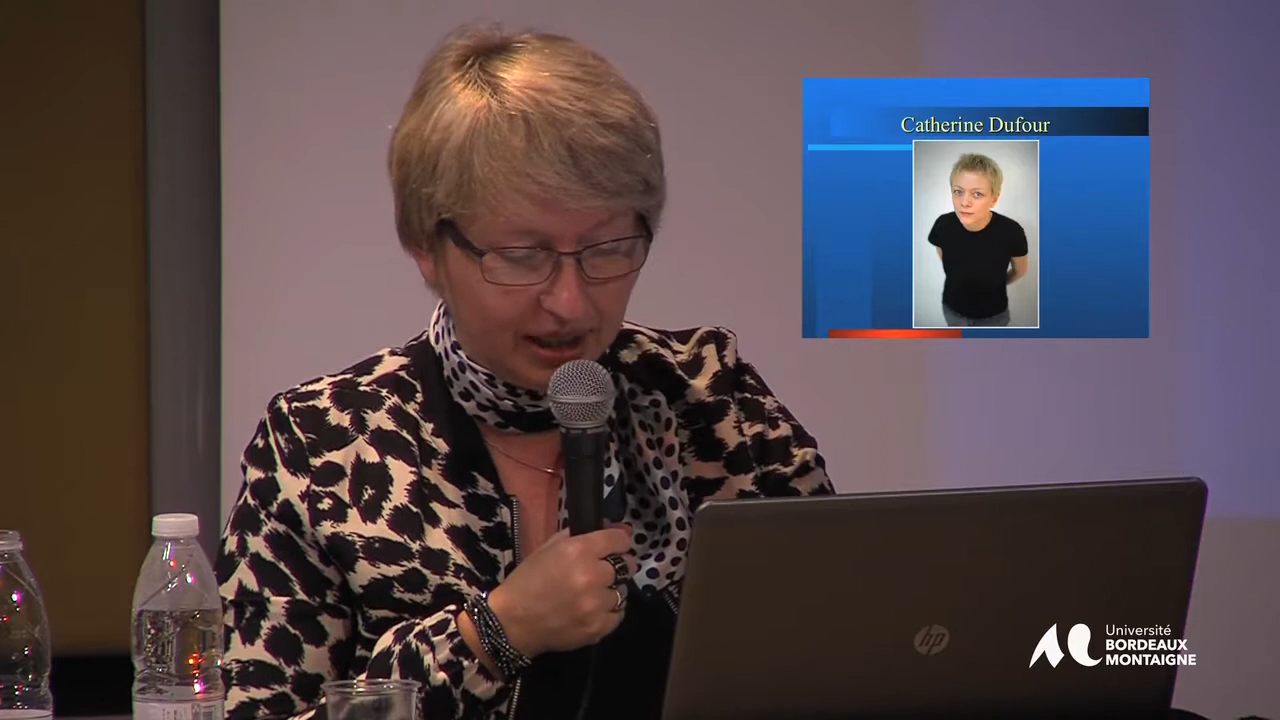 Catherine Dufour
hp
Université
BORDEAUX
MONTAIGNE